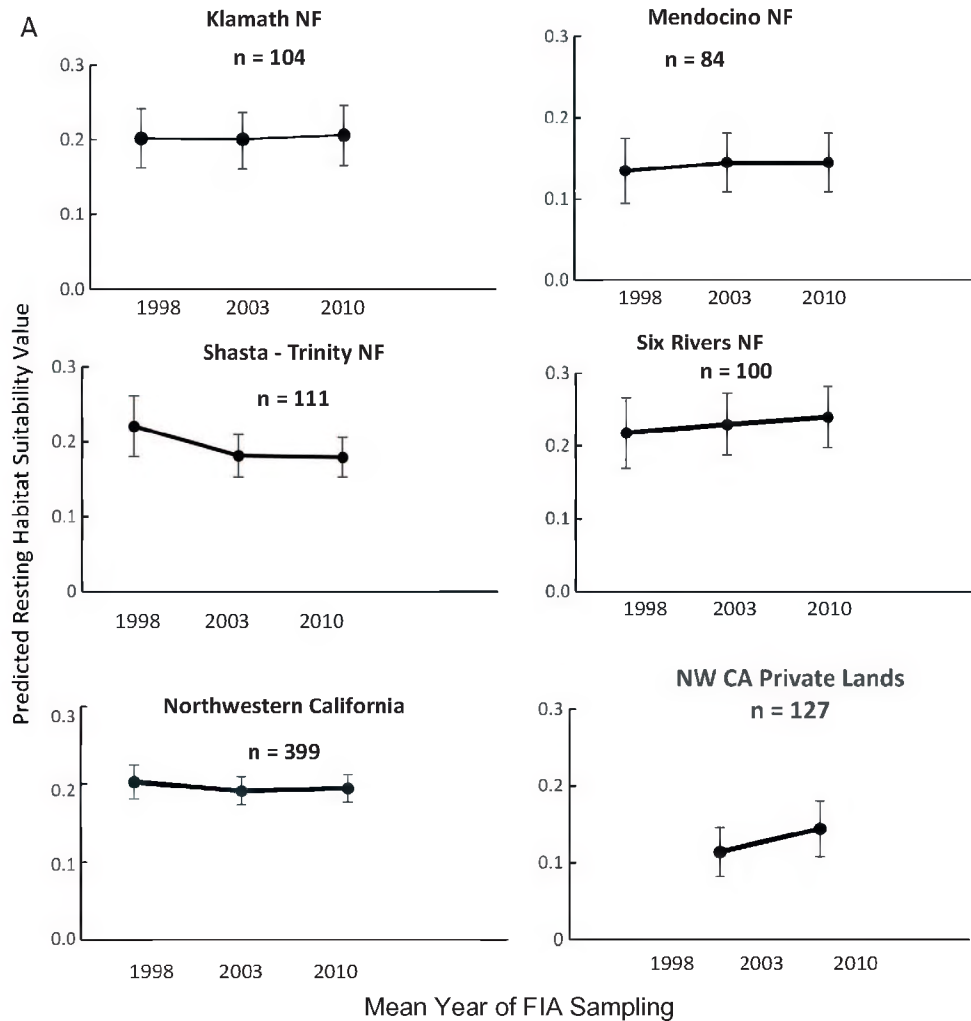 A
Klamath NF
n = 104
0.3
0.2
0.1
0.0
1998 2003 2010
Mendocino NF
n = 84
0.3
0.2
0.1
0.0
1998 2003 2010
Predicted Resting Habitat Suitability Value
Shasta - Trinity NF
n = 111
0.3
0.2
0.1
0
1998 2003 2010
Six Rivers NF
n = 100
0.3
0.2
0.1
0.0
1998 2003 2010
Northwestern California
n = 399
0.3
0.2
0.1
0.0
1998 2003 2010
NW CA Private Lands
n = 127
0.3
0.2
0.1
0
1998 2003 2010
Mean Year of FIA Sampling